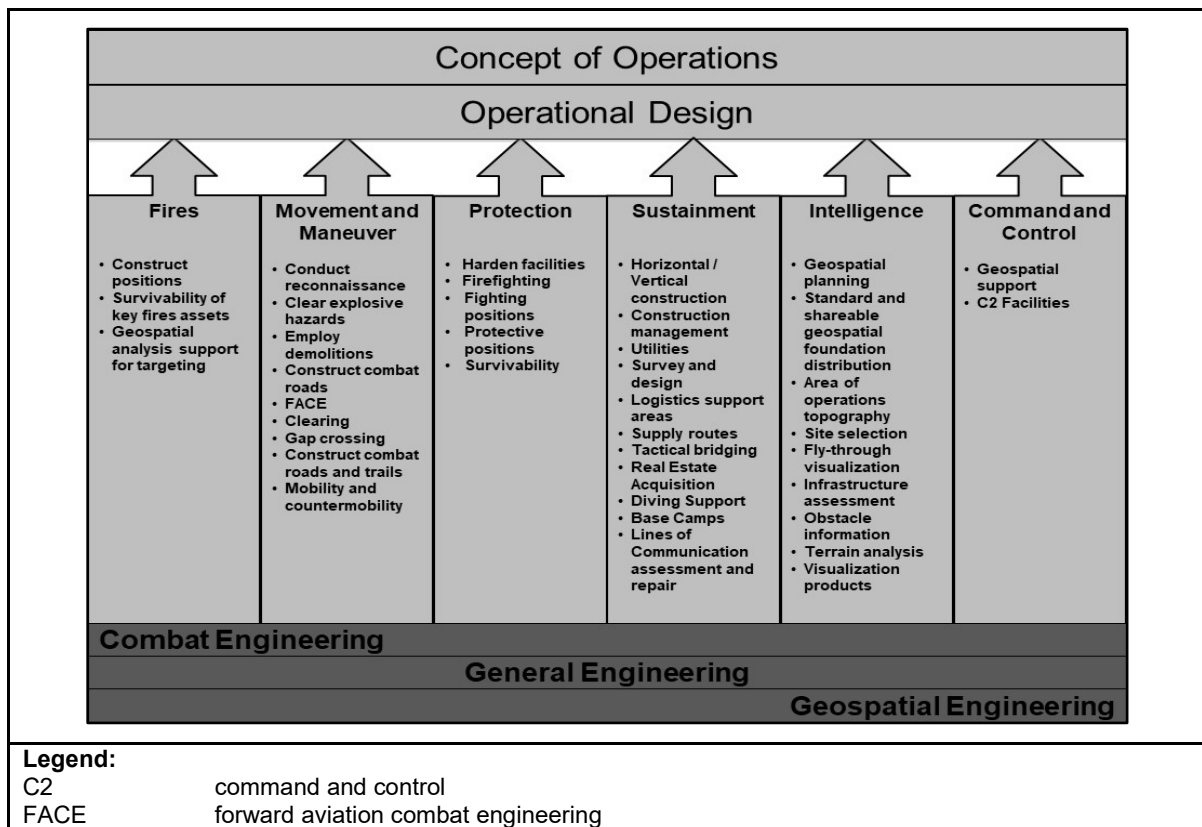 Concept of Operations
Operational Design
Fires
• Construct
positions
• Survivability of
key fires assets
• Geospatial
analysis support
for targeting
Movement and
Maneuver
• Conduct
reconnaissance
• Clear explosive
hazards
• Employ
demolitions
• Construct combat
roads
• FACE
• Clearing
• Gap crossing
• Construct combat
roads and trails
• Mobility and
countermobility
Protection
• Harden facilities
• Firefighting
• Fighting
positions
• Protective
positions
• Survivability
Sustainment
• Horizontal /
Vertical
construction
• Construction
management
• Utilities
• Survey and
design
• Logistics support
areas
• Supply routes
• Tactical bridging
• Real Estate
Acquisition
• Diving Support
• Base Camps
• Lines of
Communication
assessment and
repair
Intelligence
• Geospatial
planning
• Standard and
shareable
geospatial
foundation
distribution
• Area of
operations
topography
• Site selection
• Fly-through
visualization
• Infrastructure
assessment
• Obstacle
information
• Terrain analysis
• Visualization
products
Command and
Control
• Geospatial
support
• C2 Facilities
Combat Engineering
General Engineering
Geospatial Engineering
Legend:
C2 command and control
FACE forward aviation combat engineering